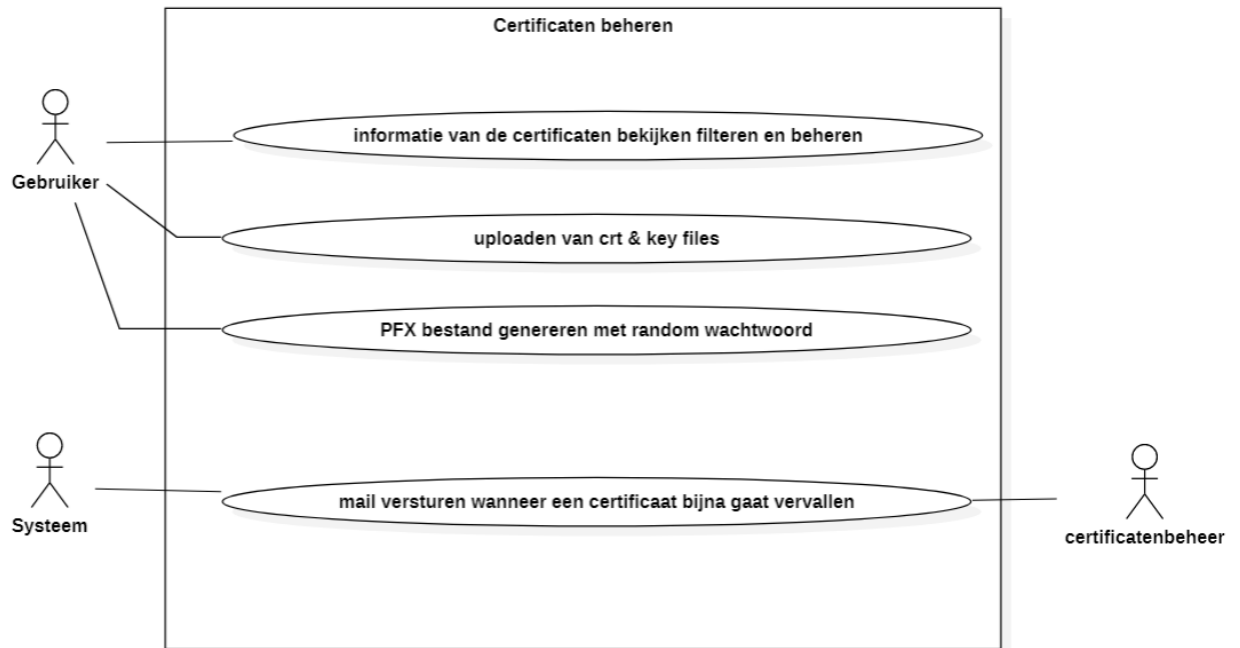 Certificaten beheren
informatie van de certificaten bekijken filteren en beheren
Gebruiker
uploaden van crt & key files
PFX bestand genereren met random wachtwoord
mail versturen wanneer een certificaat bijna gaat vervallen
Systeem
certificatenbeheer